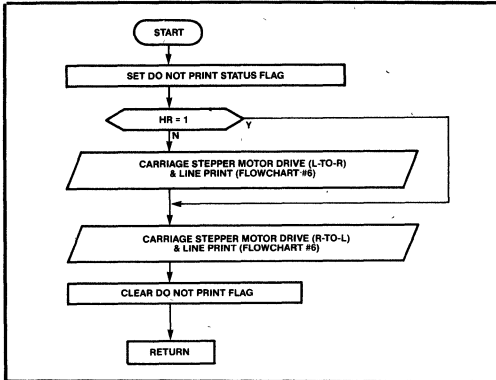 START
SET DO NOT PRINT STATUS FLAG
HR = 1
Y
N
CARRIAGE STEPPER MOTOR DRIVE (L-TO-R)
& LINE PRINT (FLOWCHART #6)
CARRIAGE STEPPER MOTOR DRIVE (R-TO-L)
& LINE PRINT (FLOWCHART #6)
CLEAR DO NOT PRINT FLAG
RETURN